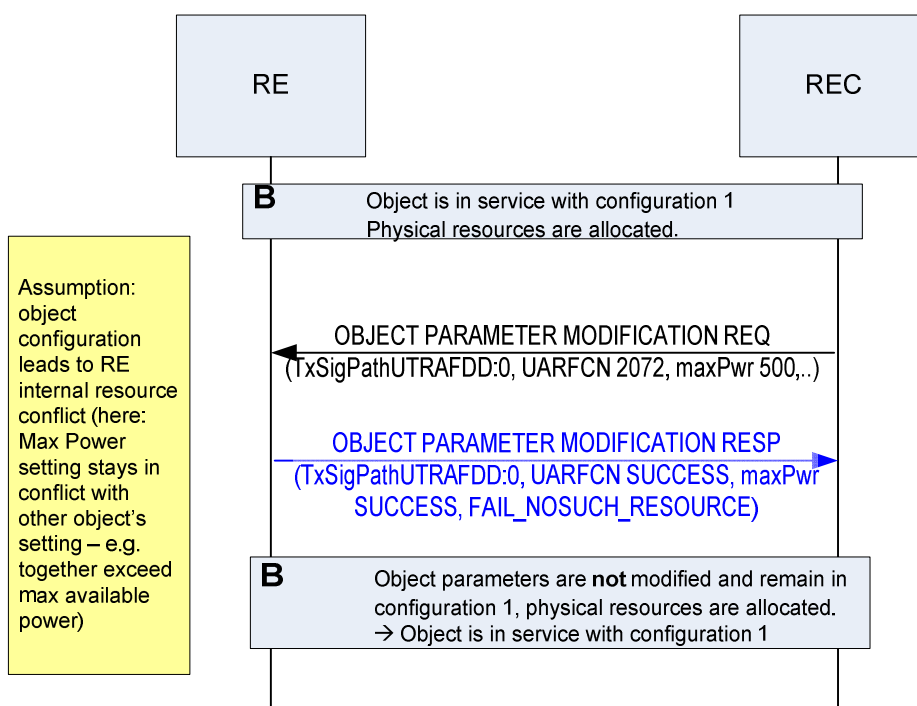 RE
REC
B
Object is in service with configuration 1
Physical resources are allocated.
Assumption:
object
configuration
leads to RE
internal resource
conflict (here:
Max Power
setting stays in
conflict with
other object's
setting – e.g.
together exceed
max available
power)
OBJECT PARAMETER MODIFICATION REQ
(TxSigPathUTRAFDD:0, UARFCN 2072, maxPwr 500,..)
OBJECT PARAMETER MODIFICATION RESP
(TxSigPathUTRAFDD:0, UARFCN SUCCESS, maxPwr
SUCCESS, FAIL_NOSUCH_RESOURCE)
B
Object parameters are not modified and remain in
configuration 1, physical resources are allocated.
→ Object is in service with configuration 1